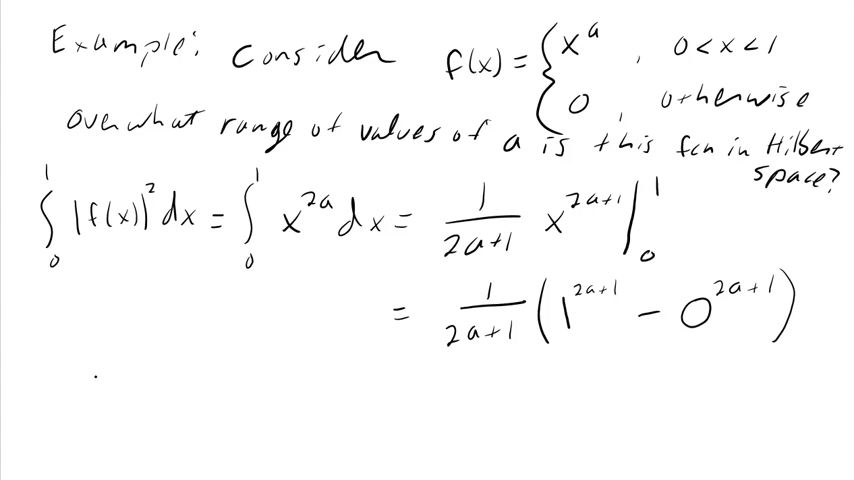 Example: Consider f(x) = { x^a , 0 < x < 1
0 , otherwise
Over what range of values of a is this fcn in Hilbert
space?
∫_0^1 |f(x)|^2 dx = ∫_0^1 x^{2a} dx = 1/(2a+1) x^{2a+1} |_0^1
= 1/(2a+1) (1^{2a+1} - 0^{2a+1})